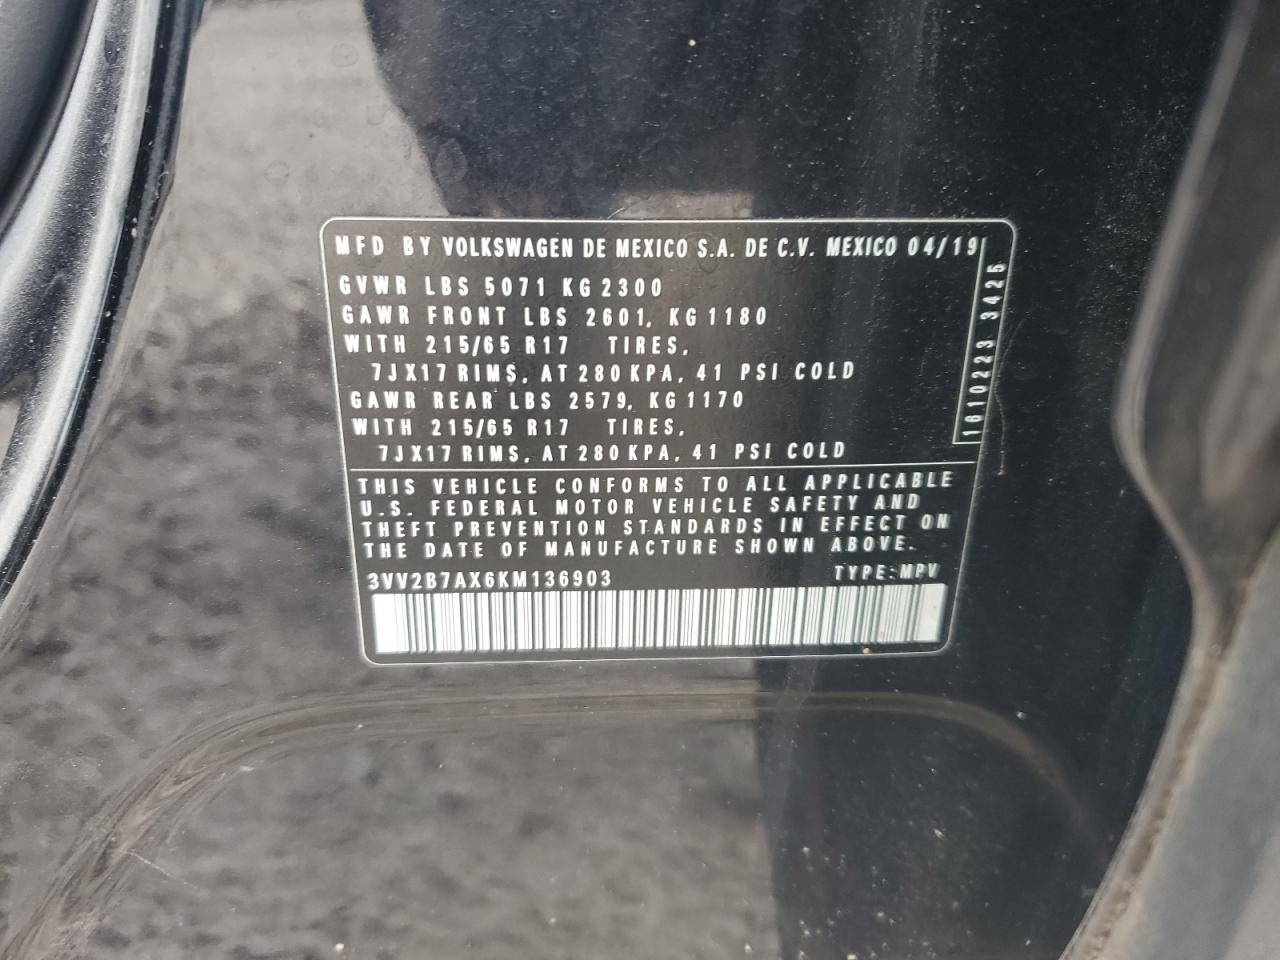 MFD BY VOLKSWAGEN DE MEXICO S.A. DE C.V. MEXICO 04/19
GVWR LBS 5071 KG 2300
GAWR FRONT LBS 2601, KG 1180
WITH 215/65 R17 TIRES,
7JX17 RIMS, AT 280 KPA, 41 PSI COLD
GAWR REAR LBS 2579, KG 1170
WITH 215/65 R17 TIRES,
7JX17 RIMS, AT 280 KPA, 41 PSI COLD
1610223 3425
THIS VEHICLE CONFORMS TO ALL APPLICABLE
U.S. FEDERAL MOTOR VEHICLE SAFETY AND
THEFT PREVENTION STANDARDS IN EFFECT ON
THE DATE OF MANUFACTURE SHOWN ABOVE.
3VV2B7AX6KM136903 TYPE: MPV